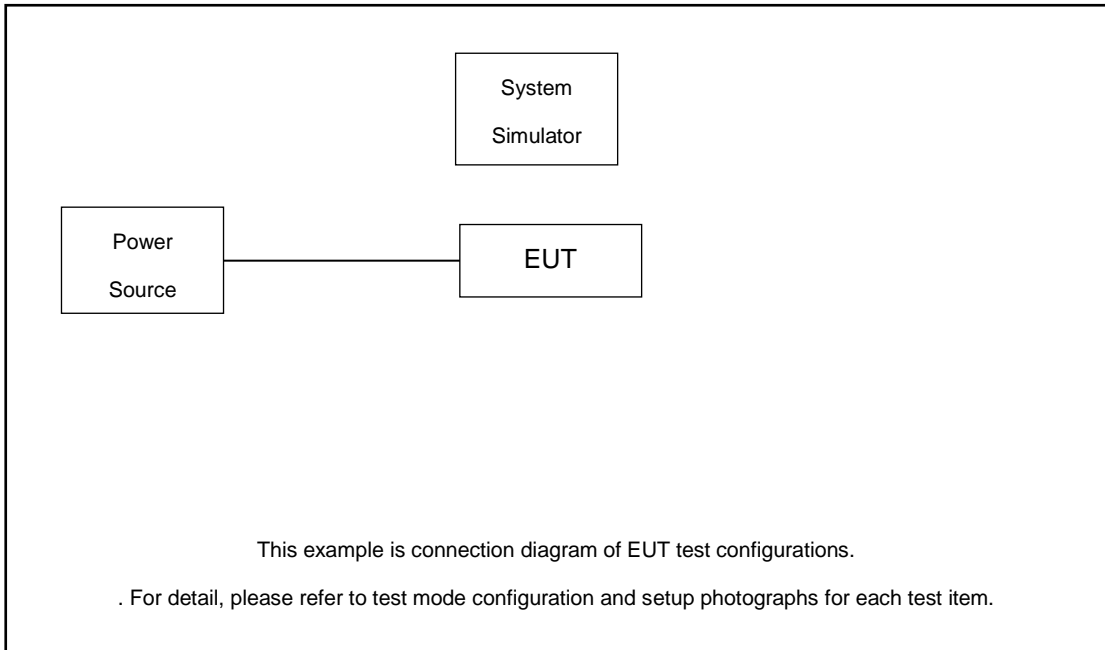 System
Simulator
Power
Source
EUT
This example is connection diagram of EUT test configurations.
. For detail, please refer to test mode configuration and setup photographs for each test item.